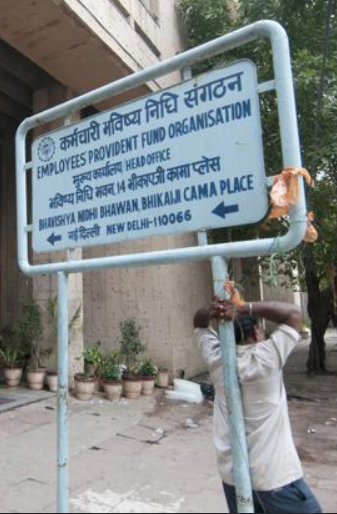 कर्मचारी भविष्य निधि संगठन
EMPLOYEES PROVIDENT FUND ORGANISATION
मुख्य कार्यालय/HEAD OFFICE
भविष्य निधि भवन, 14 भीकाएजी कामा प्लेस
BHAVISHYA NIDHI BHAWAN, BHIKAIJI CAMA PLACE
नई दिल्ली NEW DELHI-110066